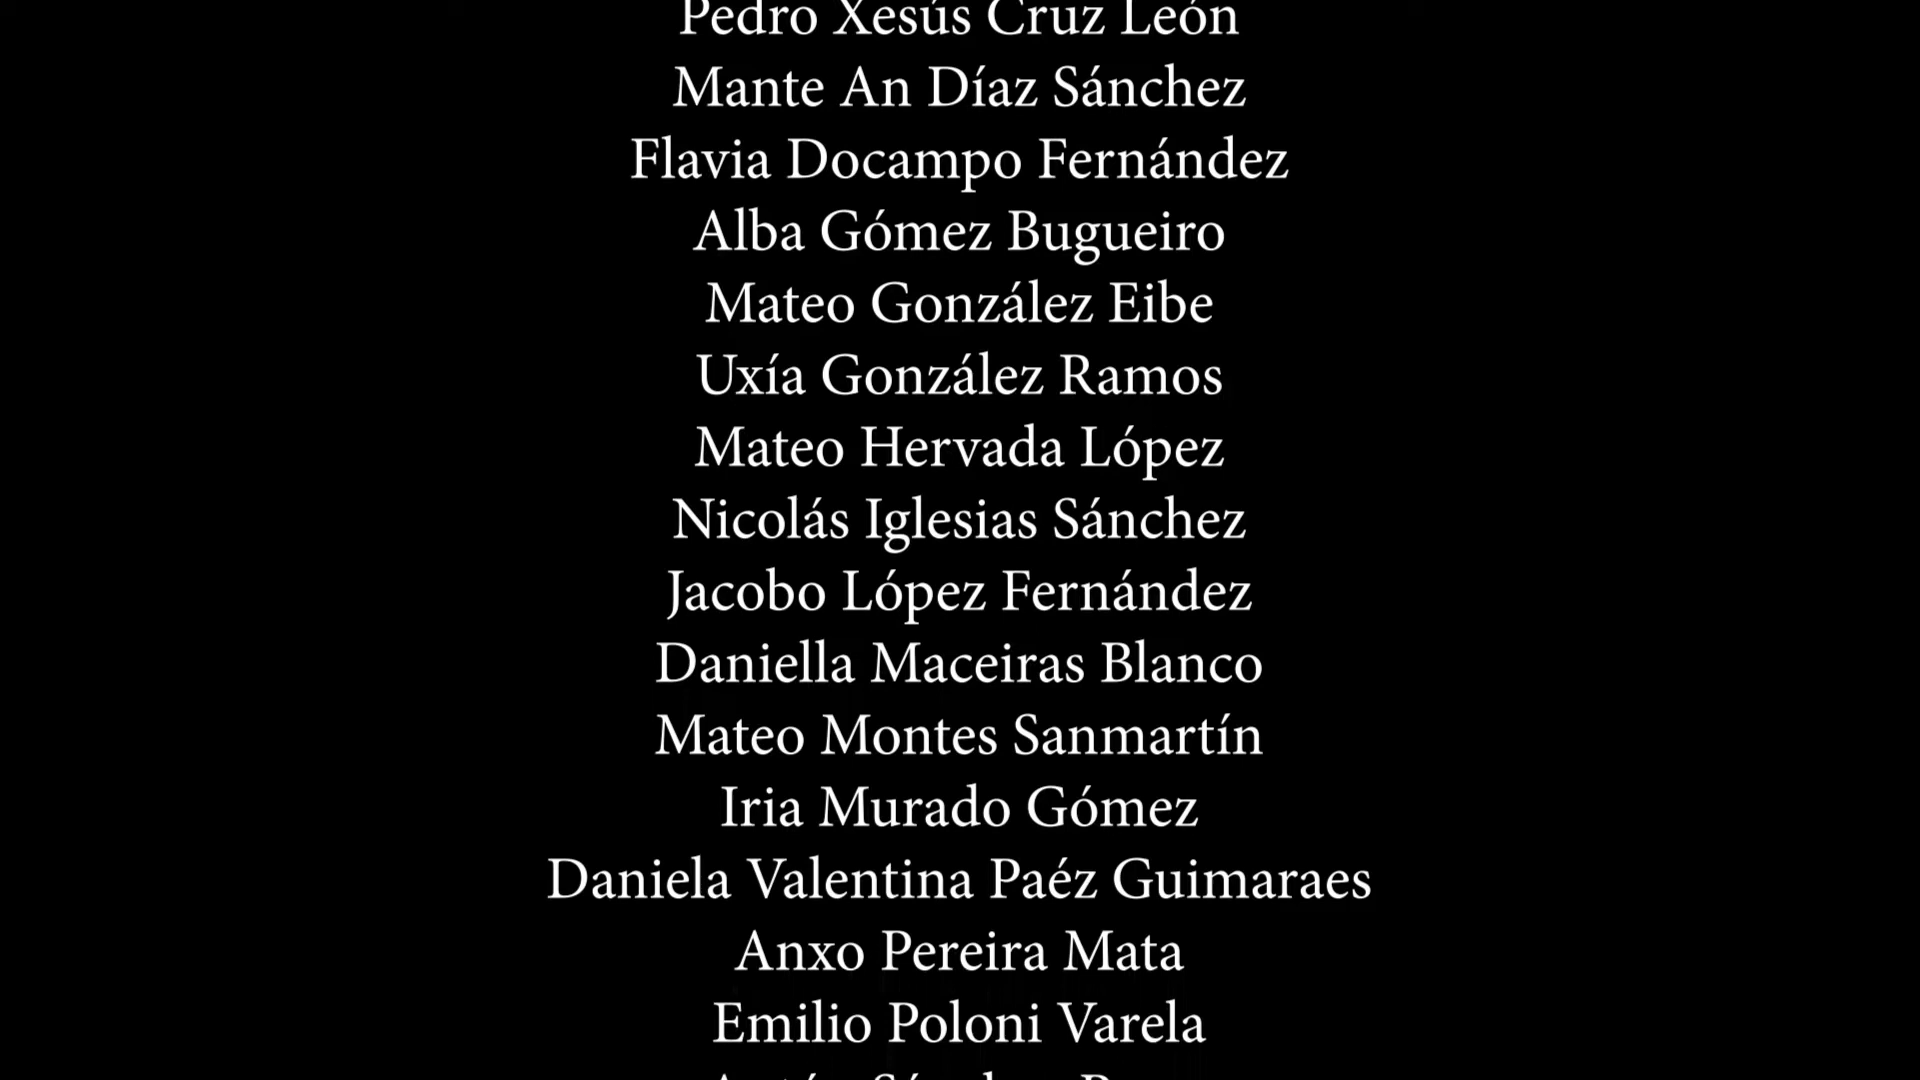 Pedro Xesús Cruz León
Mante An Díaz Sánchez
Flavia Docampo Fernández
Alba Gómez Bugueiro
Mateo González Eibe
Uxía González Ramos
Mateo Hervada López
Nicolás Iglesias Sánchez
Jacobo López Fernández
Daniella Maceiras Blanco
Mateo Montes Sanmartín
Iria Murado Gómez
Daniela Valentina Paéz Guimaraes
Anxo Pereira Mata
Emilio Poloni Varela